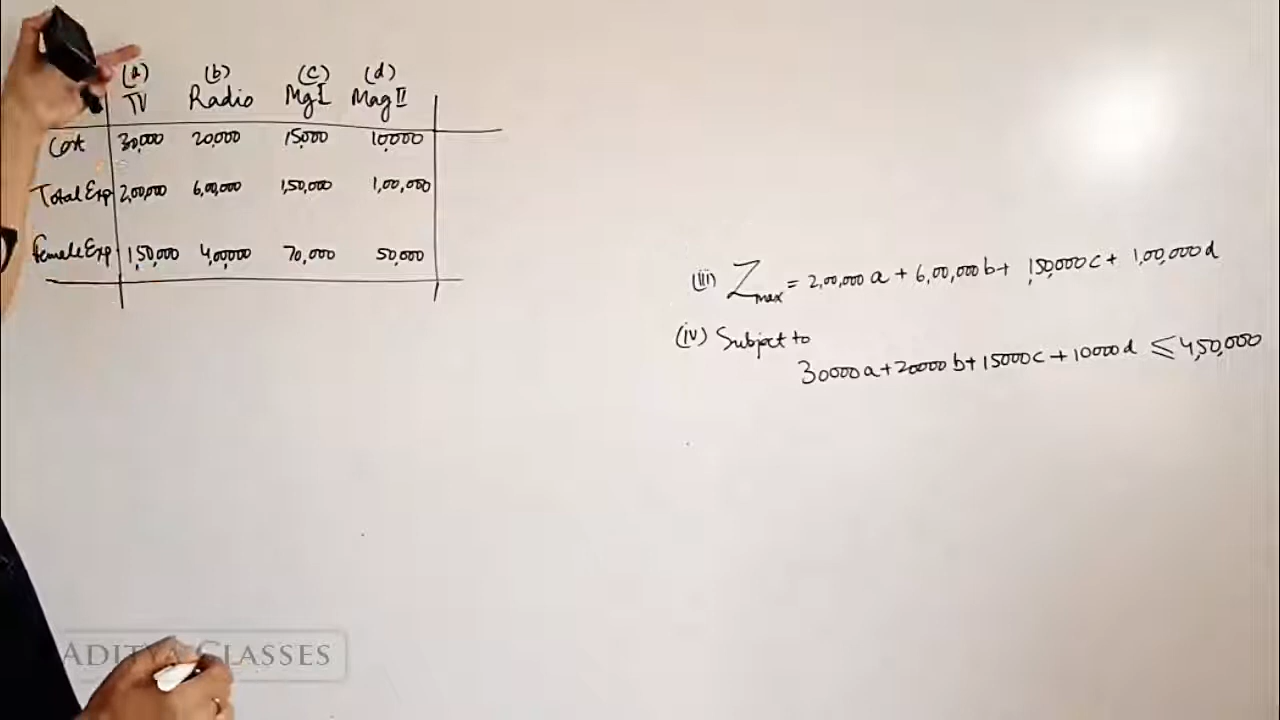 (a) (b) (c) (d)
TV Radio MgI Mag II
Cost 30,000 20,000 15,000 10,000
Total Exp 2,00,000 6,00,000 1,50,000 1,00,000
Female Exp 1,50,000 4,00000 70,000 50,000
(iii) Zmax = 2,00,000 a + 6,00,000 b + 1,50,000 c + 1,00,000 d
(iv) Subject to
30000 a + 20000 b + 15000 c + 10000 d ≤ 4,50,000
ADITYA CLASSES